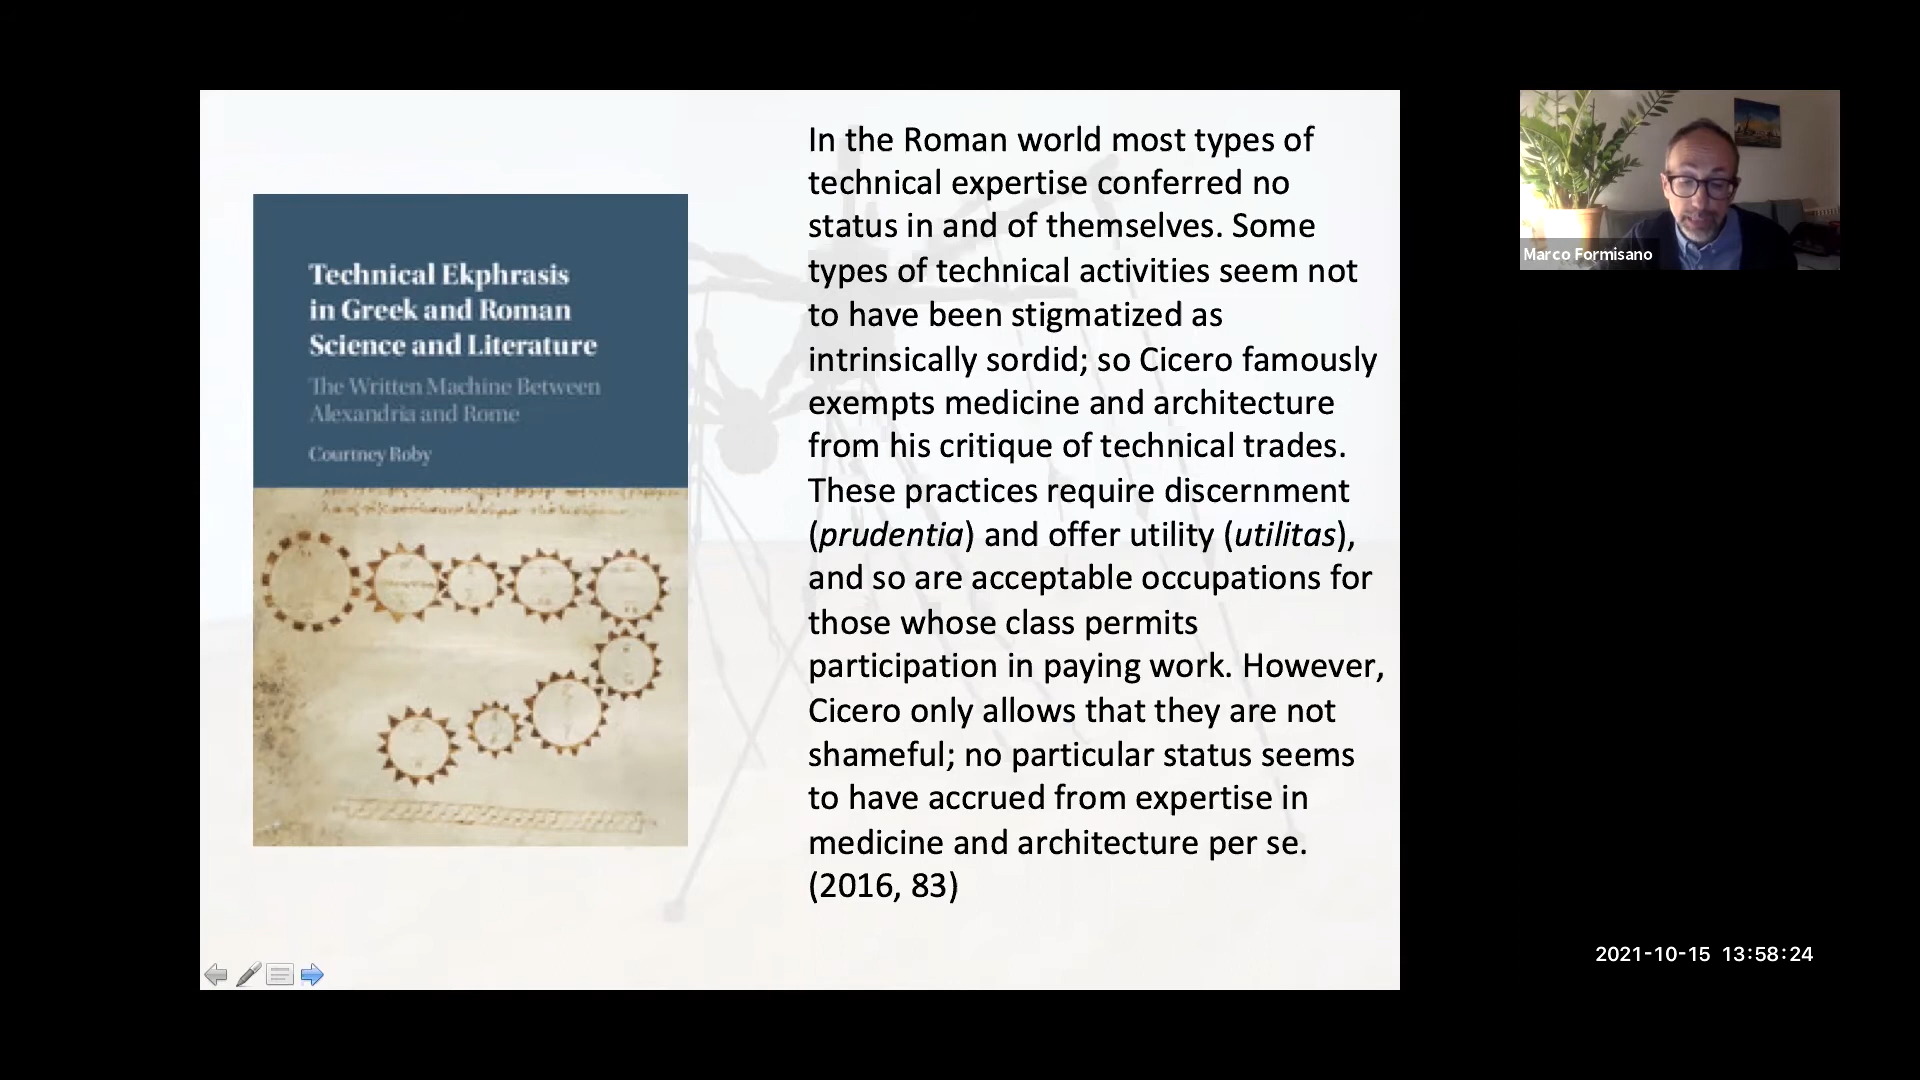 Technical Ekphrasis
in Greek and Roman
Science and Literature
The Written Machine Between
Alexandria and Rome
Courtney Roby
In the Roman world most types of
technical expertise conferred no
status in and of themselves. Some
types of technical activities seem not
to have been stigmatized as
intrinsically sordid; so Cicero famously
exempts medicine and architecture
from his critique of technical trades.
These practices require discernment
(prudentia) and offer utility (utilitas),
and so are acceptable occupations for
those whose class permits
participation in paying work. However,
Cicero only allows that they are not
shameful; no particular status seems
to have accrued from expertise in
medicine and architecture per se.
(2016, 83)
Marco Formisano
2021-10-15 13:58:24